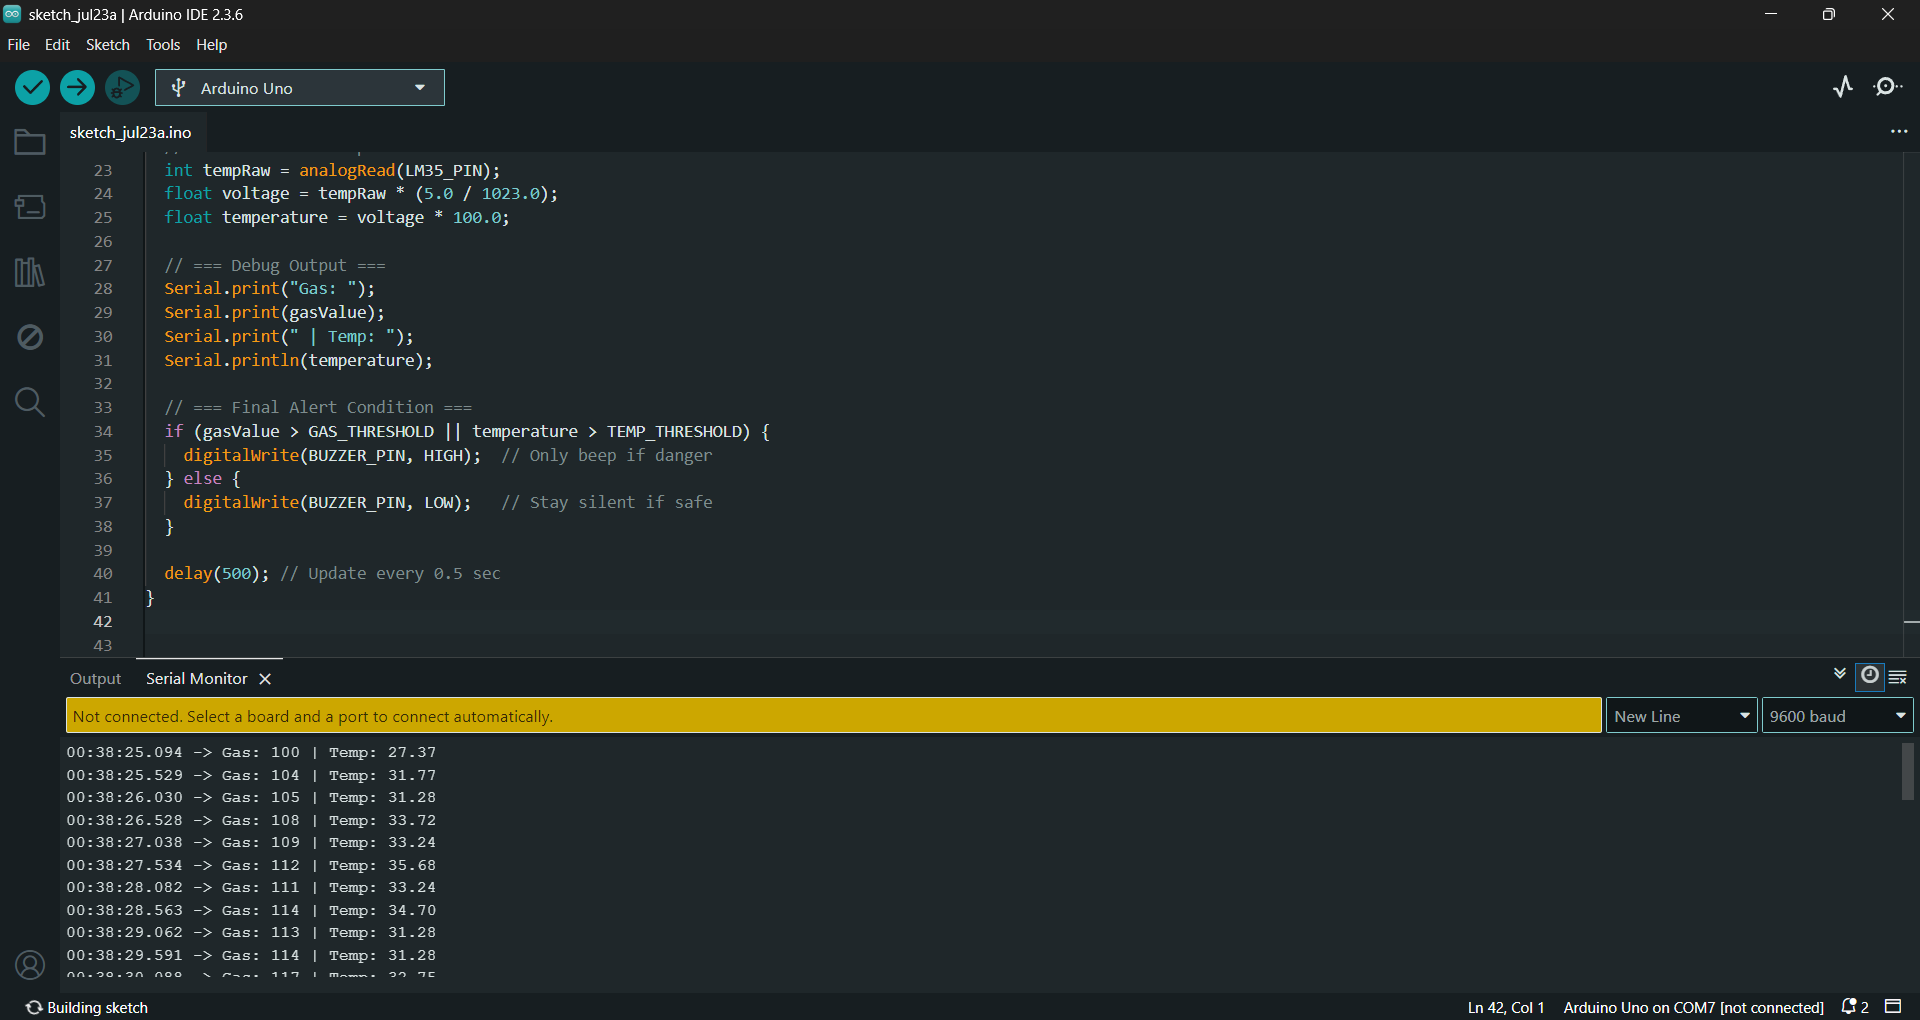 sketch_jul23a | Arduino IDE 2.3.6
File Edit Sketch Tools Help
Arduino Uno
sketch_jul23a.ino
23 int tempRaw = analogRead(LM35_PIN);
24 float voltage = tempRaw * (5.0 / 1023.0);
25 float temperature = voltage * 100.0;
26
27 // === Debug Output ===
28 Serial.print("Gas: ");
29 Serial.print(gasValue);
30 Serial.print(" | Temp: ");
31 Serial.println(temperature);
32
33 // === Final Alert Condition ===
34 if (gasValue > GAS_THRESHOLD || temperature > TEMP_THRESHOLD) {
35 digitalWrite(BUZZER_PIN, HIGH); // Only beep if danger
36 } else {
37 digitalWrite(BUZZER_PIN, LOW); // Stay silent if safe
38 }
39
40 delay(500); // Update every 0.5 sec
41 }
42
43
Output Serial Monitor
Not connected. Select a board and a port to connect automatically.
New Line
9600 baud
00:38:25.094 -> Gas: 100 | Temp: 27.37
00:38:25.529 -> Gas: 104 | Temp: 31.77
00:38:26.030 -> Gas: 105 | Temp: 31.28
00:38:26.528 -> Gas: 108 | Temp: 33.72
00:38:27.038 -> Gas: 109 | Temp: 33.24
00:38:27.534 -> Gas: 112 | Temp: 35.68
00:38:28.082 -> Gas: 111 | Temp: 33.24
00:38:28.563 -> Gas: 114 | Temp: 34.70
00:38:29.062 -> Gas: 113 | Temp: 31.28
00:38:29.591 -> Gas: 114 | Temp: 31.28
Building sketch
Ln 42, Col 1 Arduino Uno on COM7 [not connected] 2